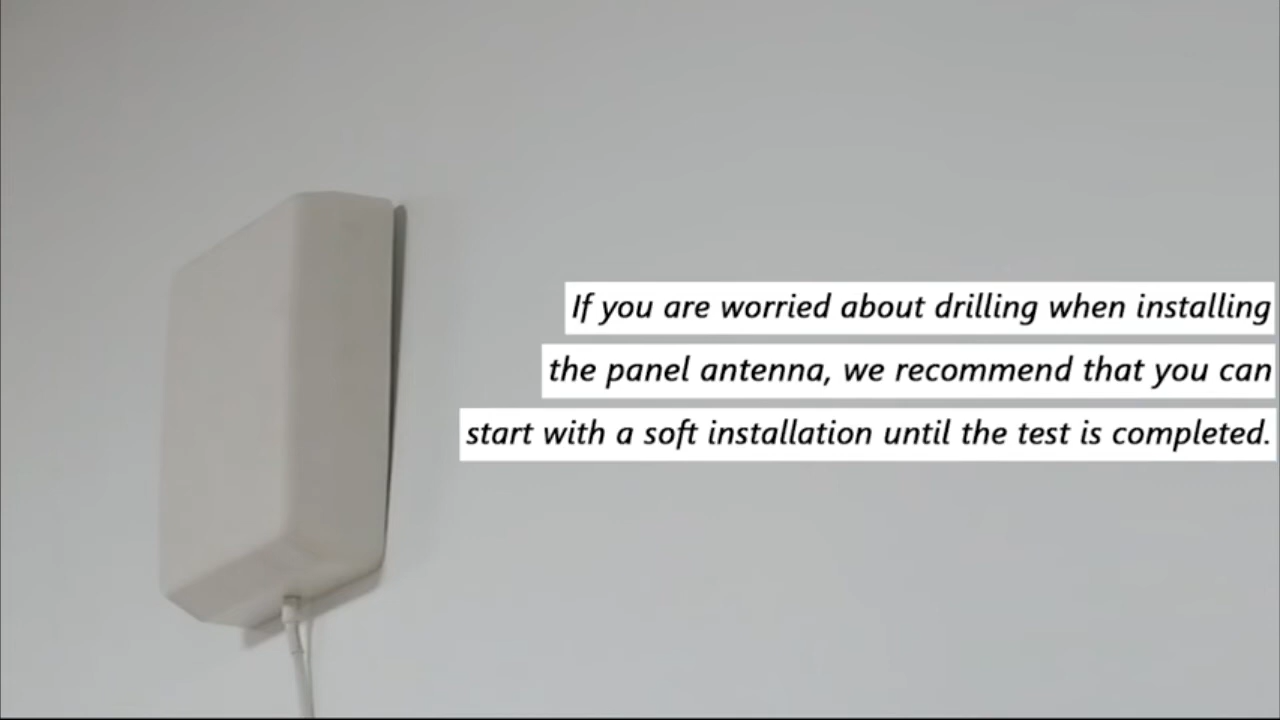 If you are worried about drilling when installing
the panel antenna, we recommend that you can
start with a soft installation until the test is completed.